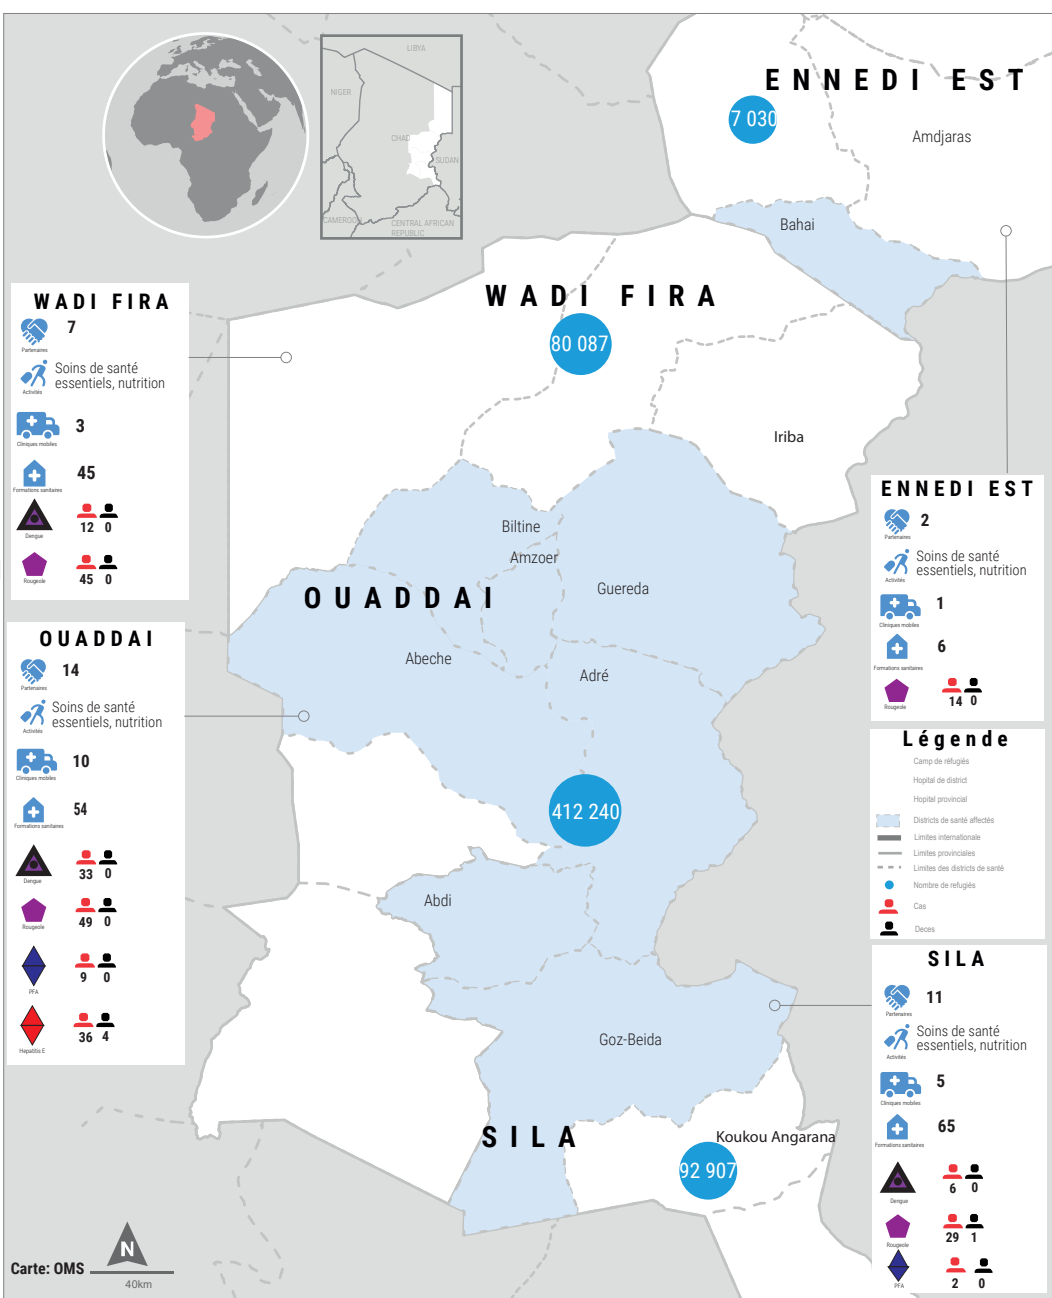 LIBYA
NIGER
CHAD
SUDAN
CAMEROON
CENTRAL AFRICAN
REPUBLIC
ENNEDI EST
7 030
Amdjaras
Bahai
WADI FIRA
80 087
Iriba
Biltine
Amzoer
Guereda
OUADDAI
Abeche
Adré
412 240
Abdi
Goz-Beida
SILA
Koukou Angarana
92 907
WADI FIRA
7
Partenaires
Soins de santé
essentiels, nutrition
Activités
3
Cliniques mobiles
45
Formations sanitaires
12 0
Dengue
45 0
Rougeole
OUADDAI
14
Partenaires
Soins de santé
essentiels, nutrition
Activités
10
Cliniques mobiles
54
Formations sanitaires
33 0
Dengue
49 0
Rougeole
9 0
PFA
36 4
Hepatitis E
ENNEDI EST
2
Partenaires
Soins de santé
essentiels, nutrition
Activités
1
Cliniques mobiles
6
Formations sanitaires
14 0
Rougeole
Légende
Camp de réfugiés
Hopital de district
Hopital provincial
Districts de santé affectés
Limites internationale
Limites provinciales
Limites des districts de santé
Nombre de refugiés
Cas
Deces
SILA
11
Partenaires
Soins de santé
essentiels, nutrition
Activités
5
Cliniques mobiles
65
Formations sanitaires
6 0
Dengue
29 1
Rougeole
2 0
PFA
N
Carte: OMS
40km